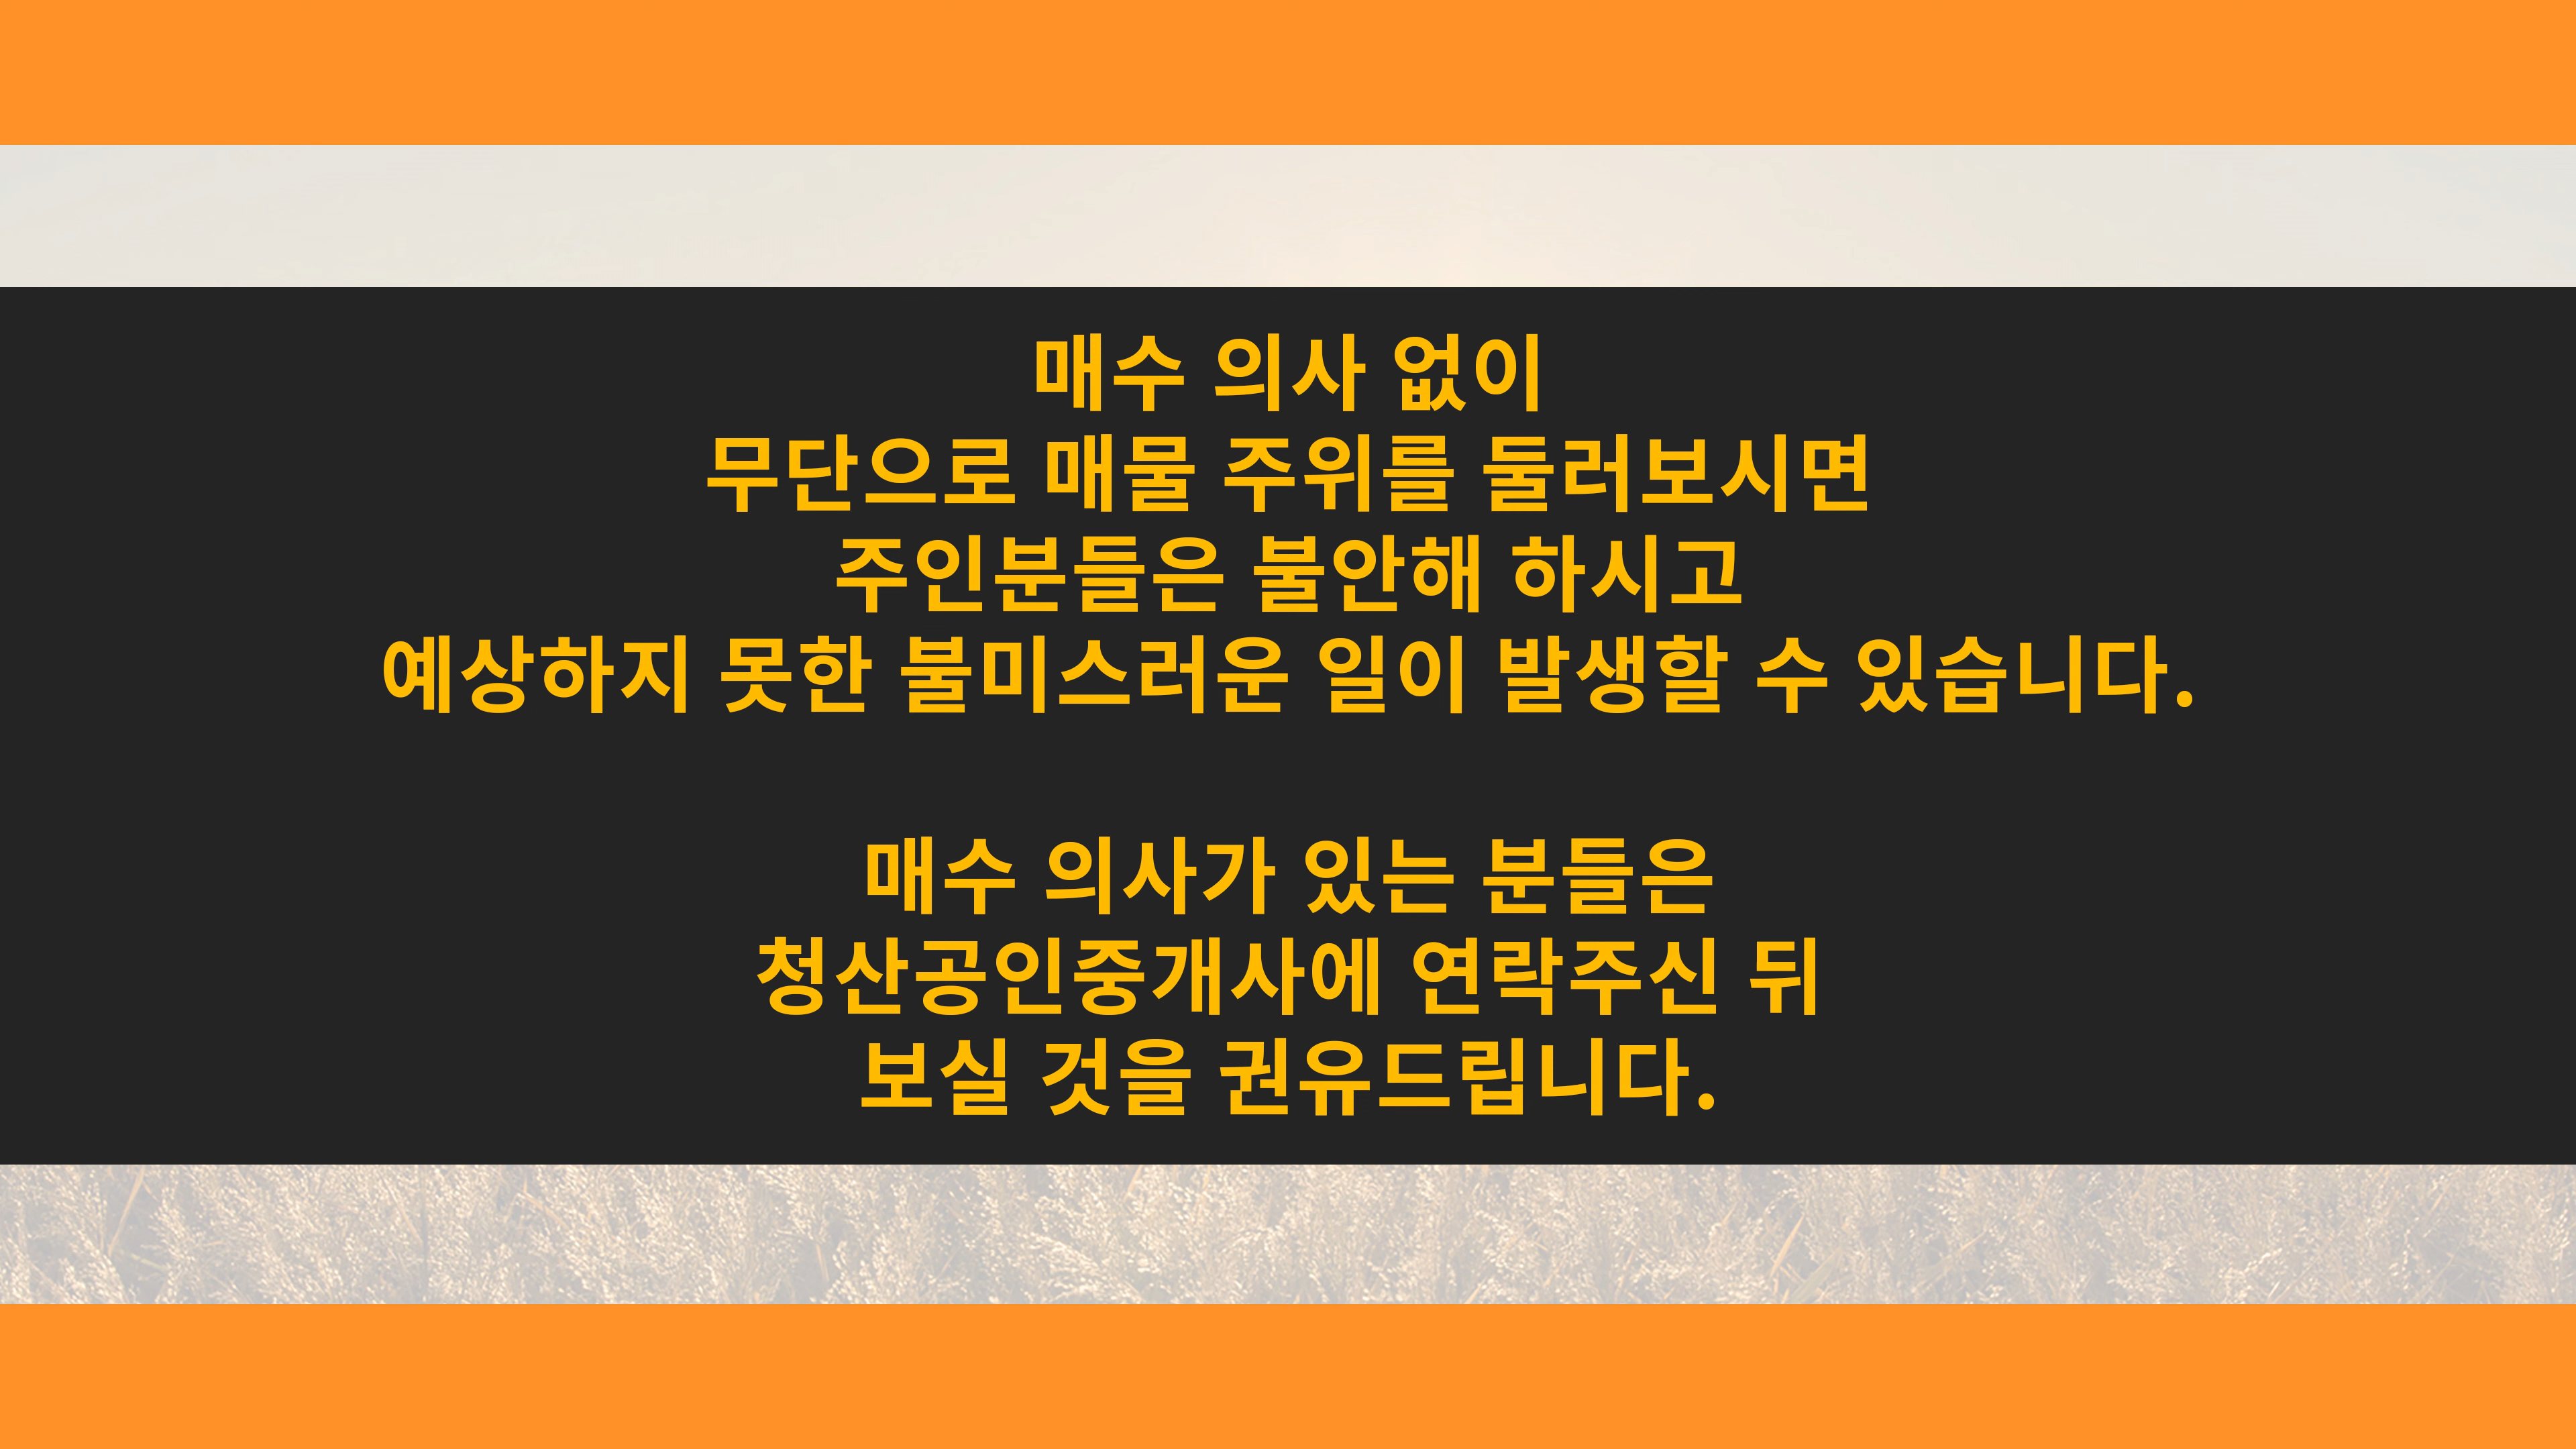 매수 의사 없이
무단으로 매물 주위를 둘러보시면
주인분들은 불안해 하시고
예상하지 못한 불미스러운 일이 발생할 수 있습니다.
매수 의사가 있는 분들은
청산공인중개사에 연락주신 뒤
보실 것을 권유드립니다.